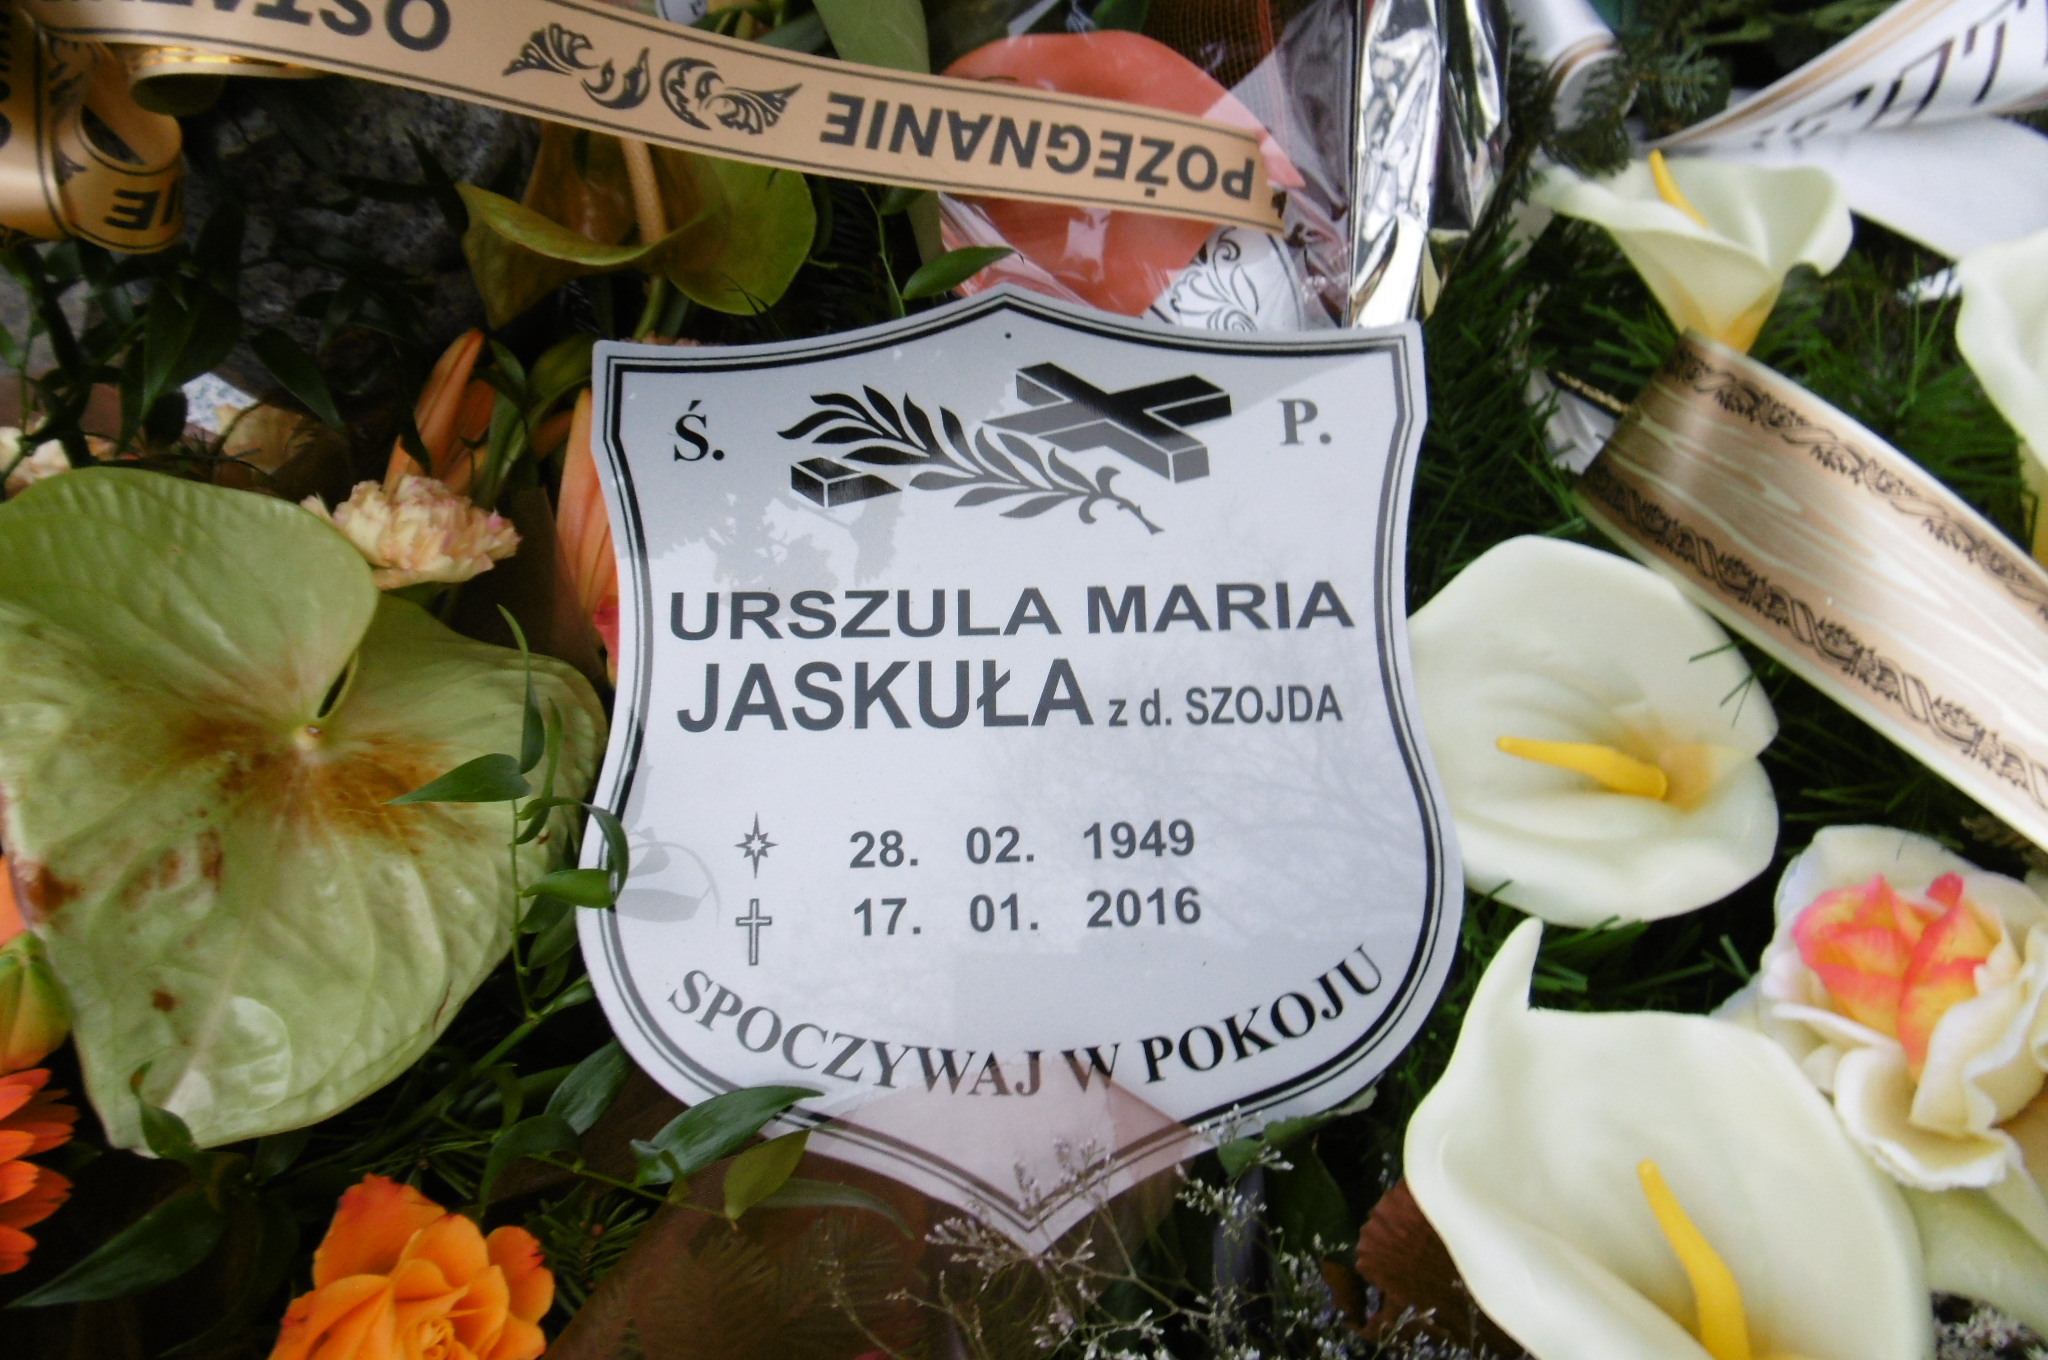 POŻEGNANIE
Ś. P.
URSZULA MARIA
JASKUŁA z d. SZOJDA
28. 02. 1949
17. 01. 2016
SPOCZYWAJ W POKOJU